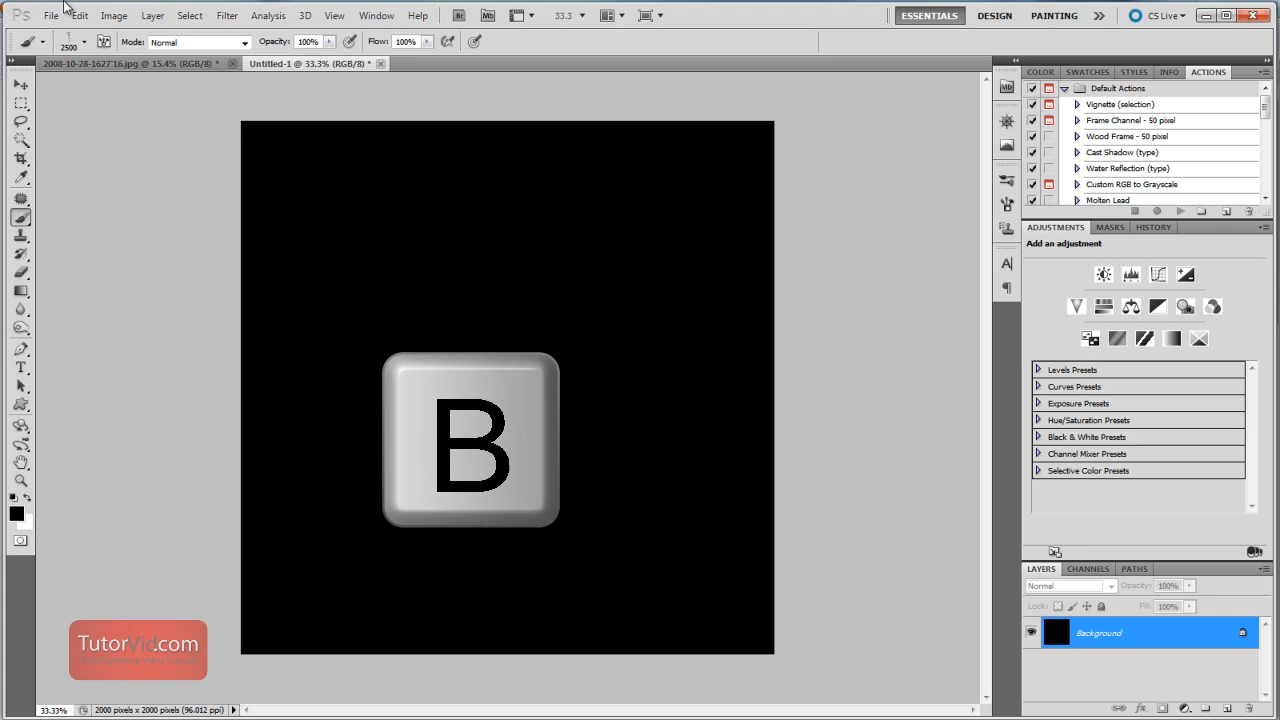 Ps File Edit Image Layer Select Filter Analysis 3D View Window Help Br Mb 33.3 ESSENTIALS DESIGN PAINTING CS Live
2500 Mode: Normal Opacity: 100% Flow: 100%
2008-10-28-1627'16.jpg @ 15.4% (RGB/8) * Untitled-1 @ 33.3% (RGB/8) *
COLOR SWATCHES STYLES INFO ACTIONS
Default Actions
Vignette (selection)
Frame Channel - 50 pixel
Wood Frame - 50 pixel
Cast Shadow (type)
Water Reflection (type)
Custom RGB to Grayscale
Molten Lead
ADJUSTMENTS MASKS HISTORY
Add an adjustment
Levels Presets
Curves Presets
Exposure Presets
Hue/Saturation Presets
Black & White Presets
Channel Mixer Presets
Selective Color Presets
B
LAYERS CHANNELS PATHS
Normal Opacity: 100%
Lock: Fill: 100%
Background
TutorVid.com
33.33% 2000 pixels x 2000 pixels (96.012 ppi)